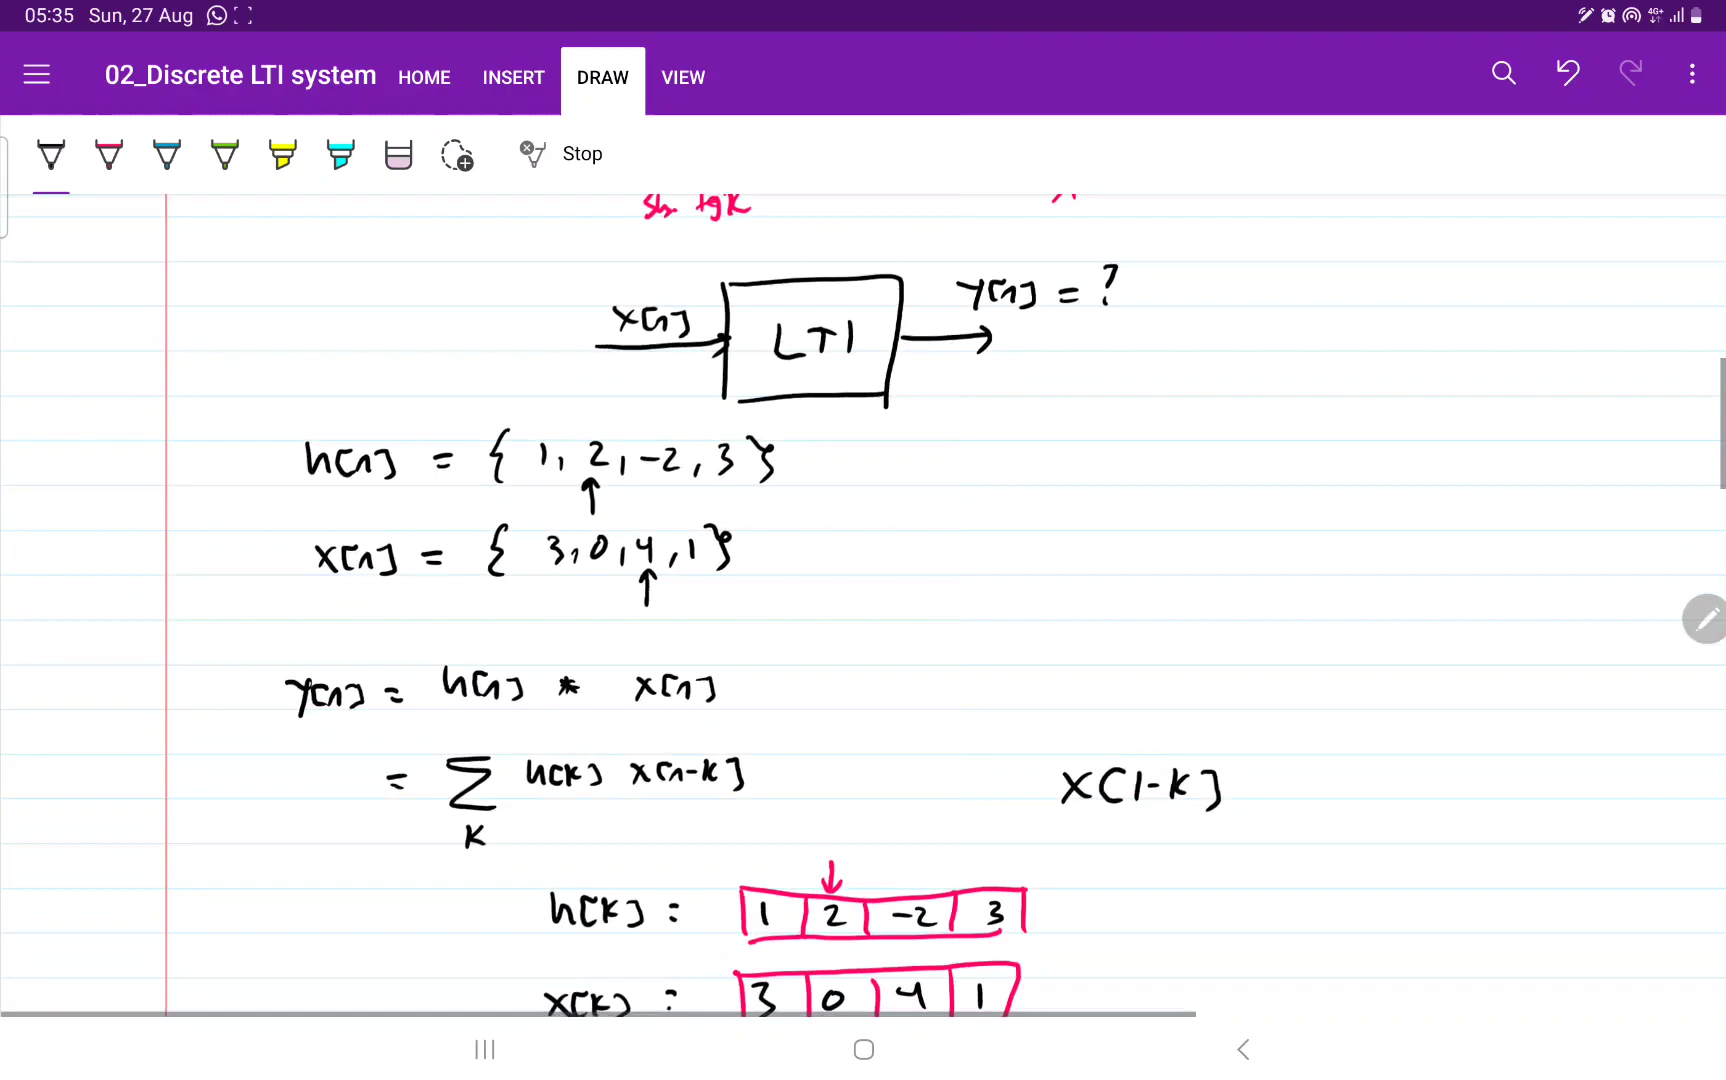 05:35 Sun, 27 Aug 4G+
02_Discrete LTI system HOME INSERT DRAW VIEW
Stop
x[n] LTI y[n] = ?
h[n] = { 1, 2, -2, 3 }
↑
x[n] = { 3, 0, 4, 1 }
↑
y[n] = h[n] * x[n]
= Σ h[k] x[n-k] x[1-k]
k
↓
h[k] = 1 2 -2 3
x[k] = 3 0 4 1